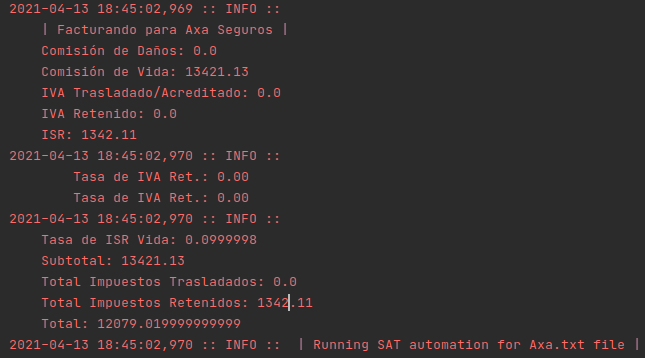 2021-04-13 18:45:02,969 :: INFO ::
| Facturando para Axa Seguros |
Comisión de Daños: 0.0
Comisión de Vida: 13421.13
IVA Trasladado/Acreditado: 0.0
IVA Retenido: 0.0
ISR: 1342.11
2021-04-13 18:45:02,970 :: INFO ::
Tasa de IVA Ret.: 0.00
Tasa de IVA Ret.: 0.00
2021-04-13 18:45:02,970 :: INFO ::
Tasa de ISR Vida: 0.0999998
Subtotal: 13421.13
Total Impuestos Trasladados: 0.0
Total Impuestos Retenidos: 1342.11
Total: 12079.019999999999
2021-04-13 18:45:02,970 :: INFO ::  | Running SAT automation for Axa.txt file |